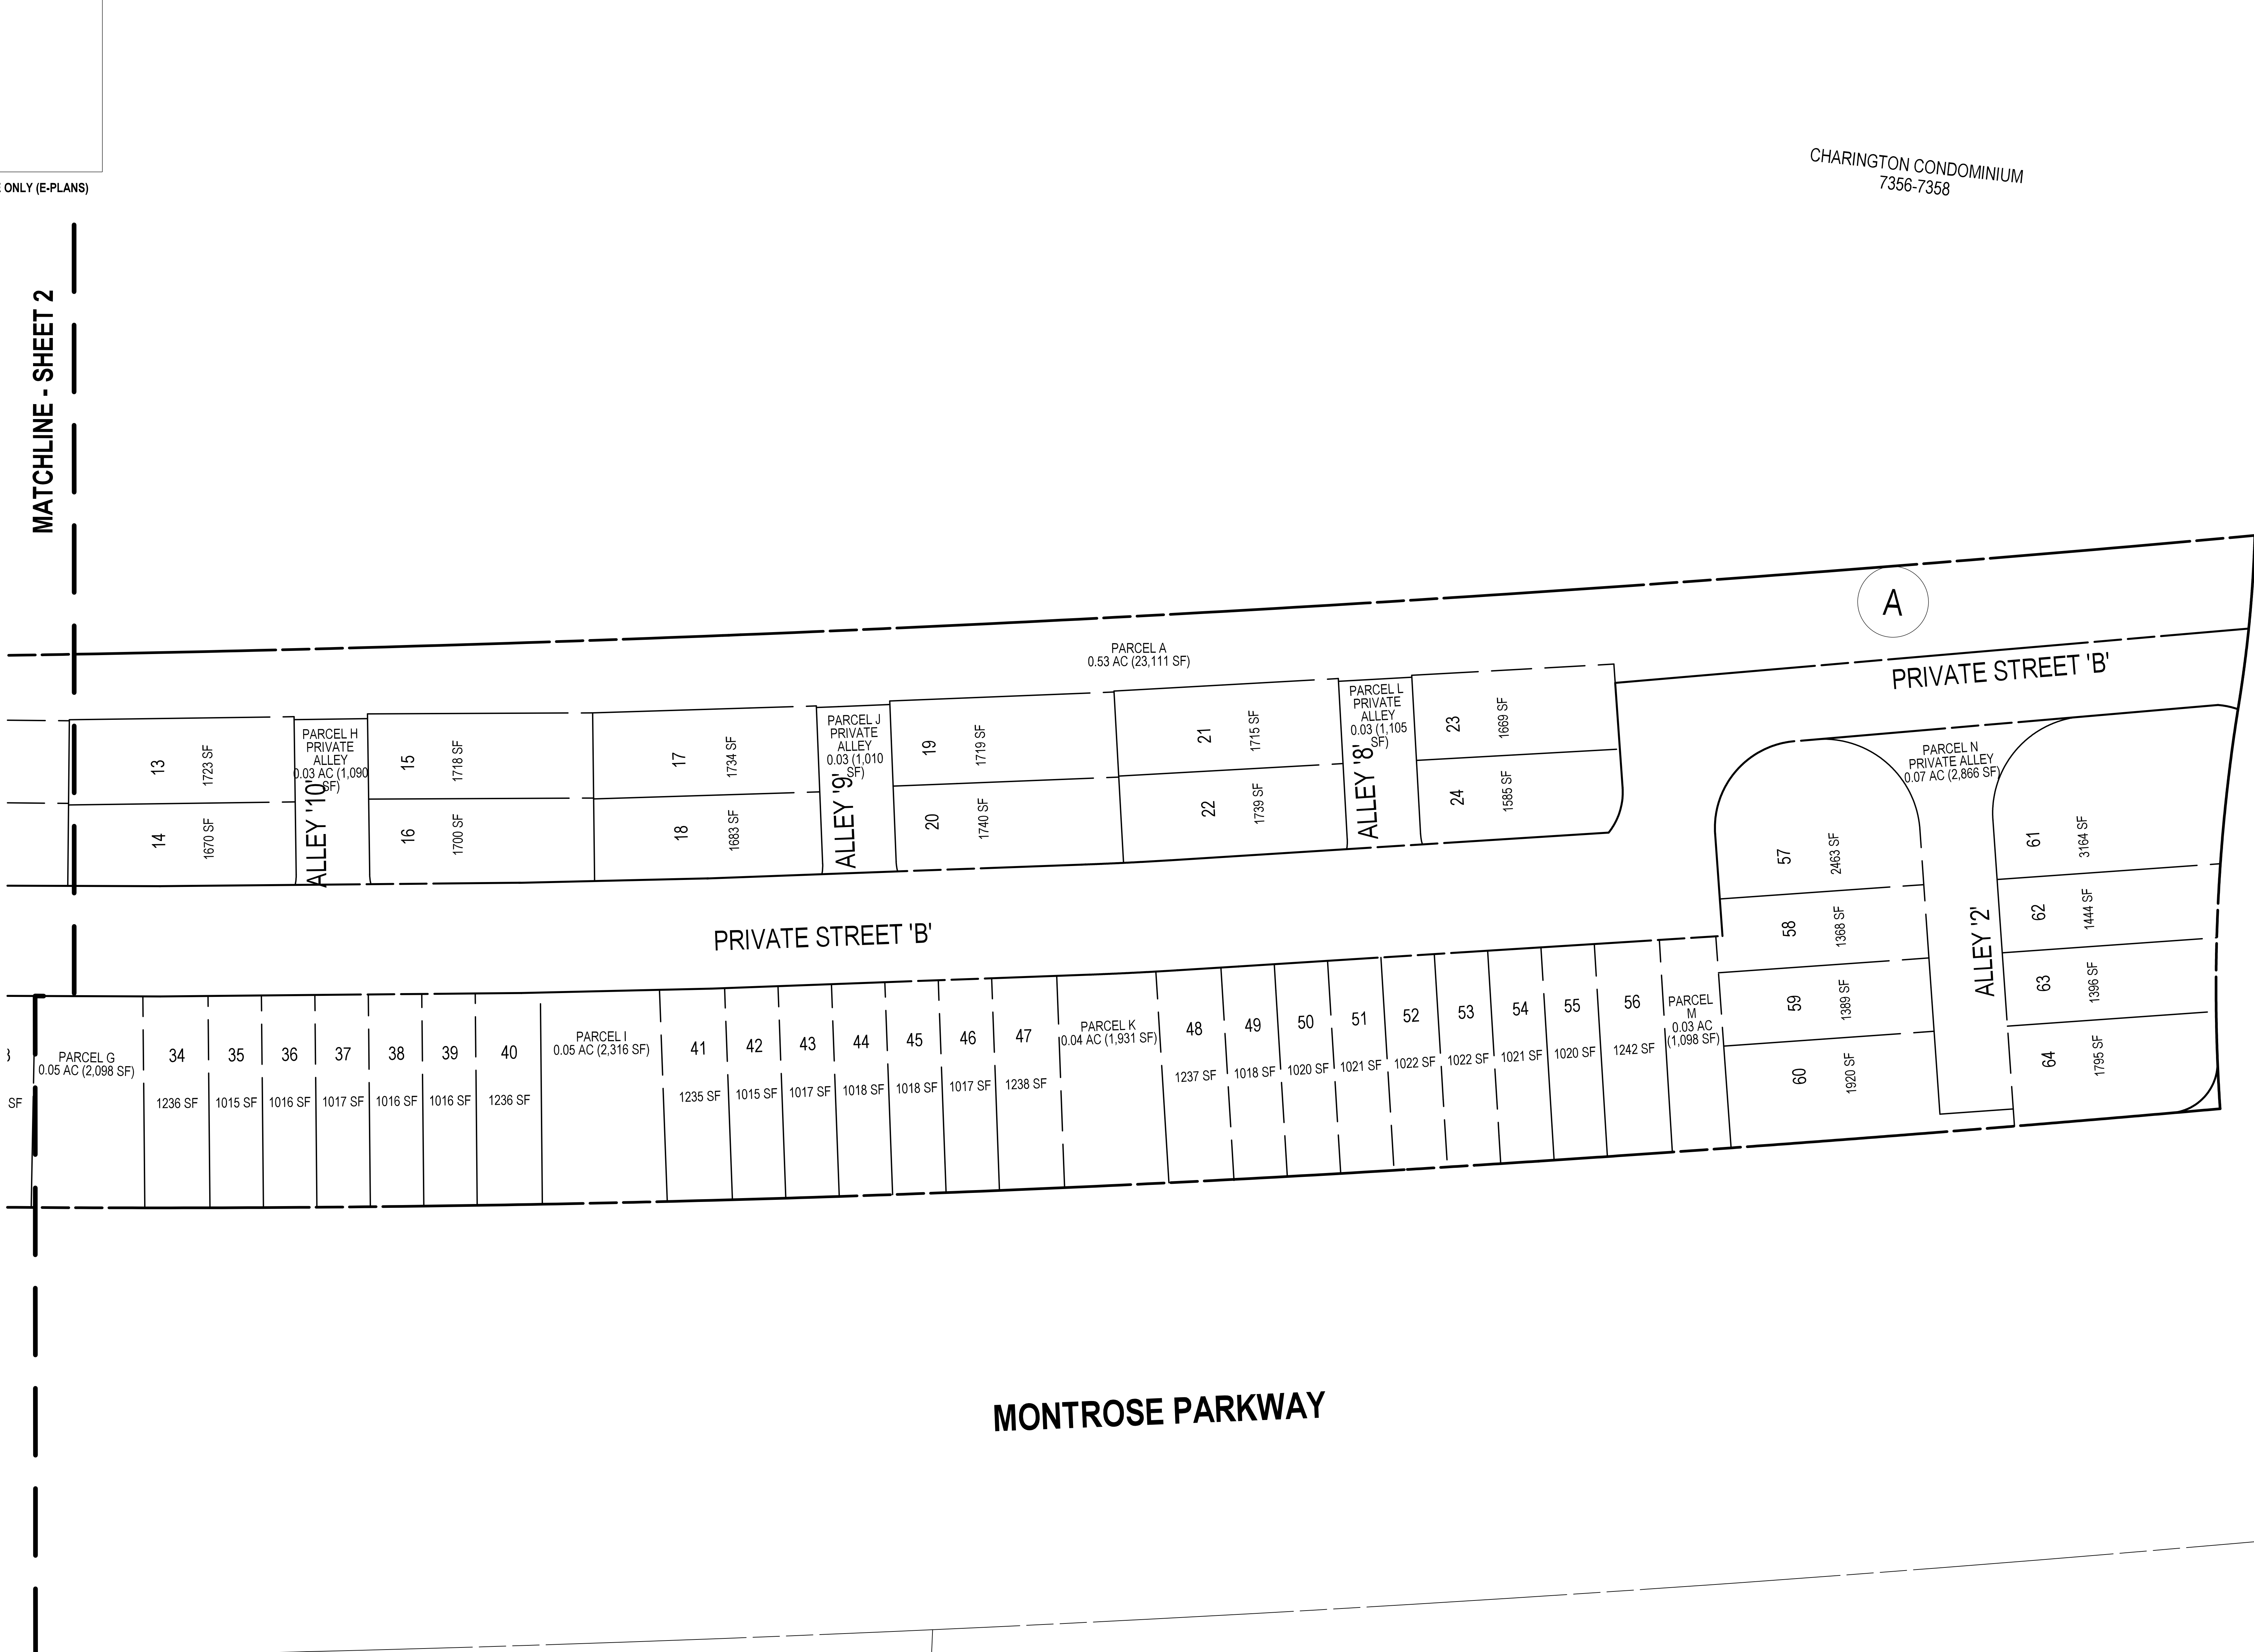 E ONLY (E-PLANS)
MATCHLINE - SHEET 2
CHARINGTON CONDOMINIUM
7356-7358
A
PARCEL A
0.53 AC (23,111 SF)
PRIVATE STREET 'B'
13
1723 SF
14
1670 SF
PARCEL H
PRIVATE
ALLEY
0.03 AC (1,090
SF)
ALLEY '10'
15
1718 SF
16
1700 SF
17
1734 SF
18
1683 SF
PARCEL J
PRIVATE
ALLEY
0.03 (1,010
SF)
ALLEY '9'
19
1719 SF
20
1740 SF
21
1715 SF
22
1739 SF
PARCEL L
PRIVATE
ALLEY
0.03 (1,105
SF)
ALLEY '8'
23
1669 SF
24
1585 SF
PARCEL N
PRIVATE ALLEY
0.07 AC (2,866 SF)
57
2463 SF
58
1368 SF
59
1389 SF
60
1920 SF
ALLEY '2'
61
3164 SF
62
1444 SF
63
1396 SF
64
1795 SF
PRIVATE STREET 'B'
3
SF
PARCEL G
0.05 AC (2,098 SF)
34
1236 SF
35
1015 SF
36
1016 SF
37
1017 SF
38
1016 SF
39
1016 SF
40
1236 SF
PARCEL I
0.05 AC (2,316 SF)
41
1235 SF
42
1015 SF
43
1017 SF
44
1018 SF
45
1018 SF
46
1017 SF
47
1238 SF
PARCEL K
0.04 AC (1,931 SF)
48
1237 SF
49
1018 SF
50
1020 SF
51
1021 SF
52
1022 SF
53
1022 SF
54
1021 SF
55
1020 SF
56
1242 SF
PARCEL
M
0.03 AC
(1,098 SF)
MONTROSE PARKWAY